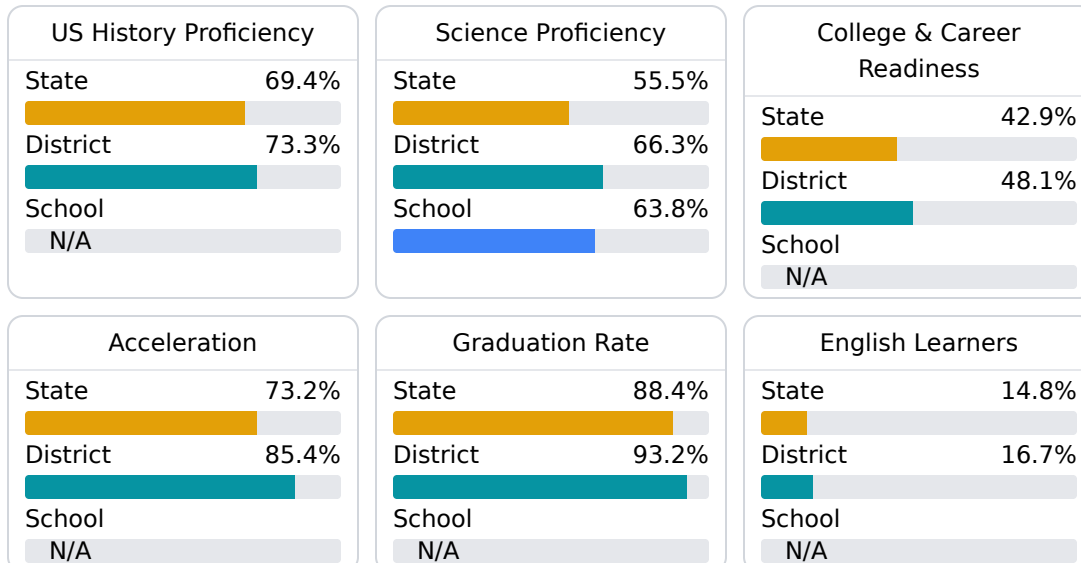 US History Proficiency
State 69.4%
District 73.3%
School
N/A
Science Proficiency
State 55.5%
District 66.3%
School 63.8%
College & Career
Readiness
State 42.9%
District 48.1%
School
N/A
Acceleration
State 73.2%
District 85.4%
School
N/A
Graduation Rate
State 88.4%
District 93.2%
School
N/A
English Learners
State 14.8%
District 16.7%
School
N/A